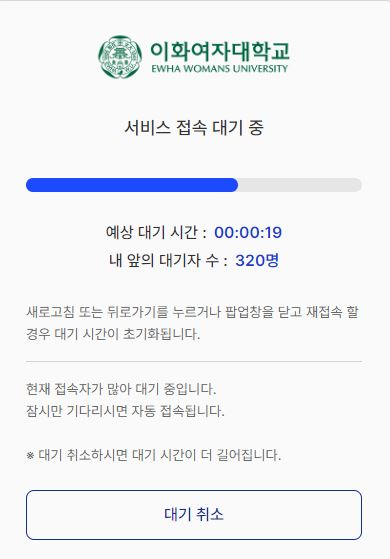 이화여자대학교
EWHA WOMANS UNIVERSITY
서비스 접속 대기 중
예상 대기 시간 : 00:00:19
내 앞의 대기자 수 : 320명
새로고침 또는 뒤로가기를 누르거나 팝업창을 닫고 재접속 할
경우 대기 시간이 초기화됩니다.
현재 접속자가 많아 대기 중입니다.
잠시만 기다리시면 자동 접속됩니다.
※ 대기 취소하시면 대기 시간이 더 길어집니다.
대기 취소